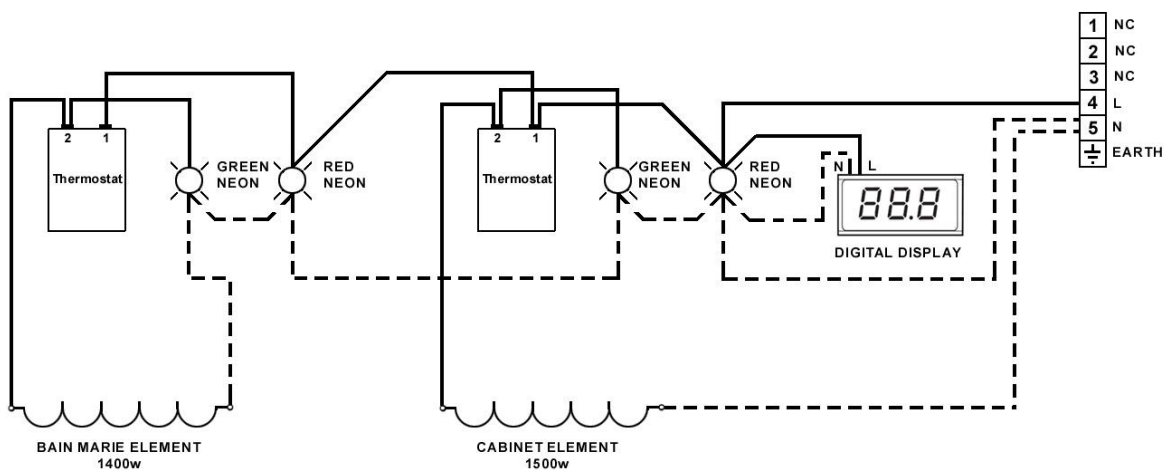 1 NC
2 NC
3 NC
4 L
5 N
EARTH
2 1
Thermostat
GREEN
NEON
RED
NEON
2 1
Thermostat
GREEN
NEON
RED
NEON
N L
88.8
DIGITAL DISPLAY
BAIN MARIE ELEMENT
1400w
CABINET ELEMENT
1500w